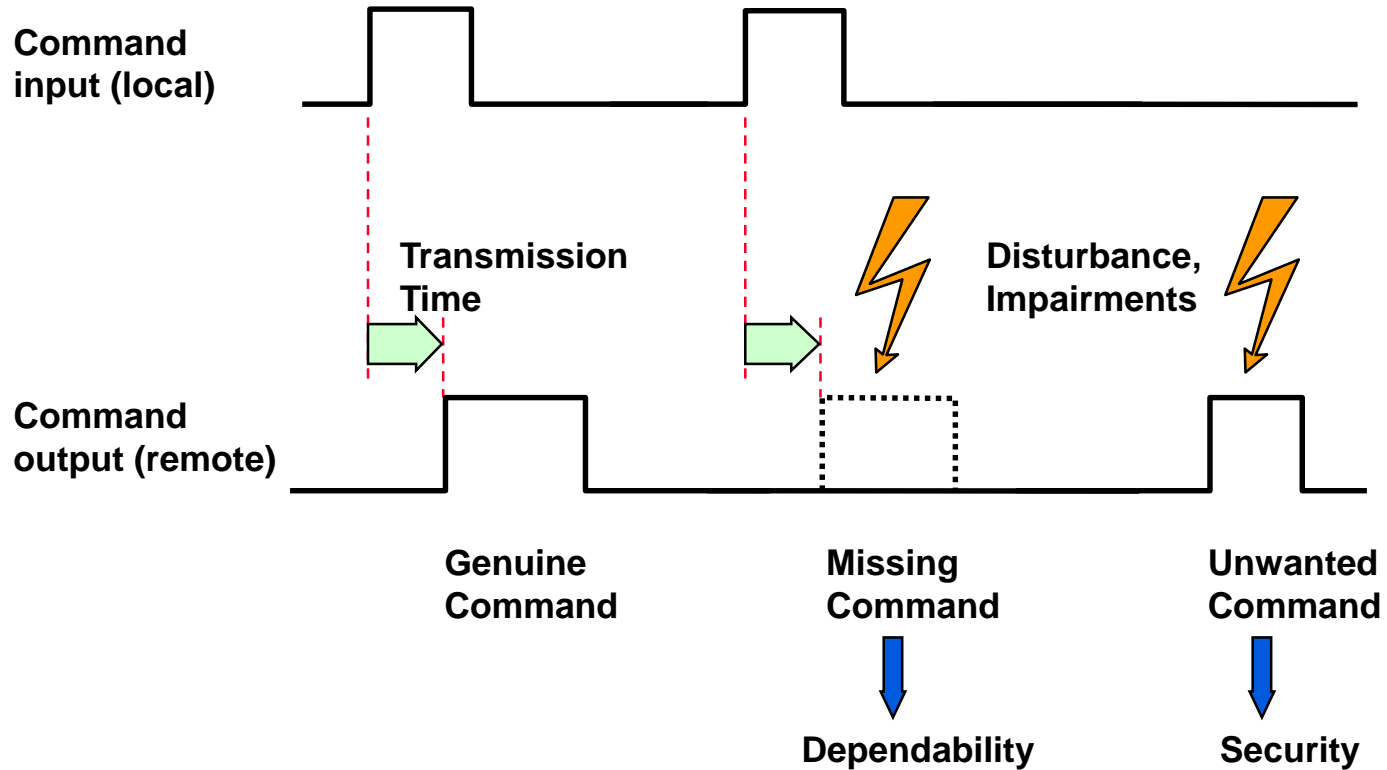 Command
input (local)
Transmission
Time
Disturbance,
Impairments
Command
output (remote)
Genuine
Command
Missing
Command
Unwanted
Command
Dependability
Security